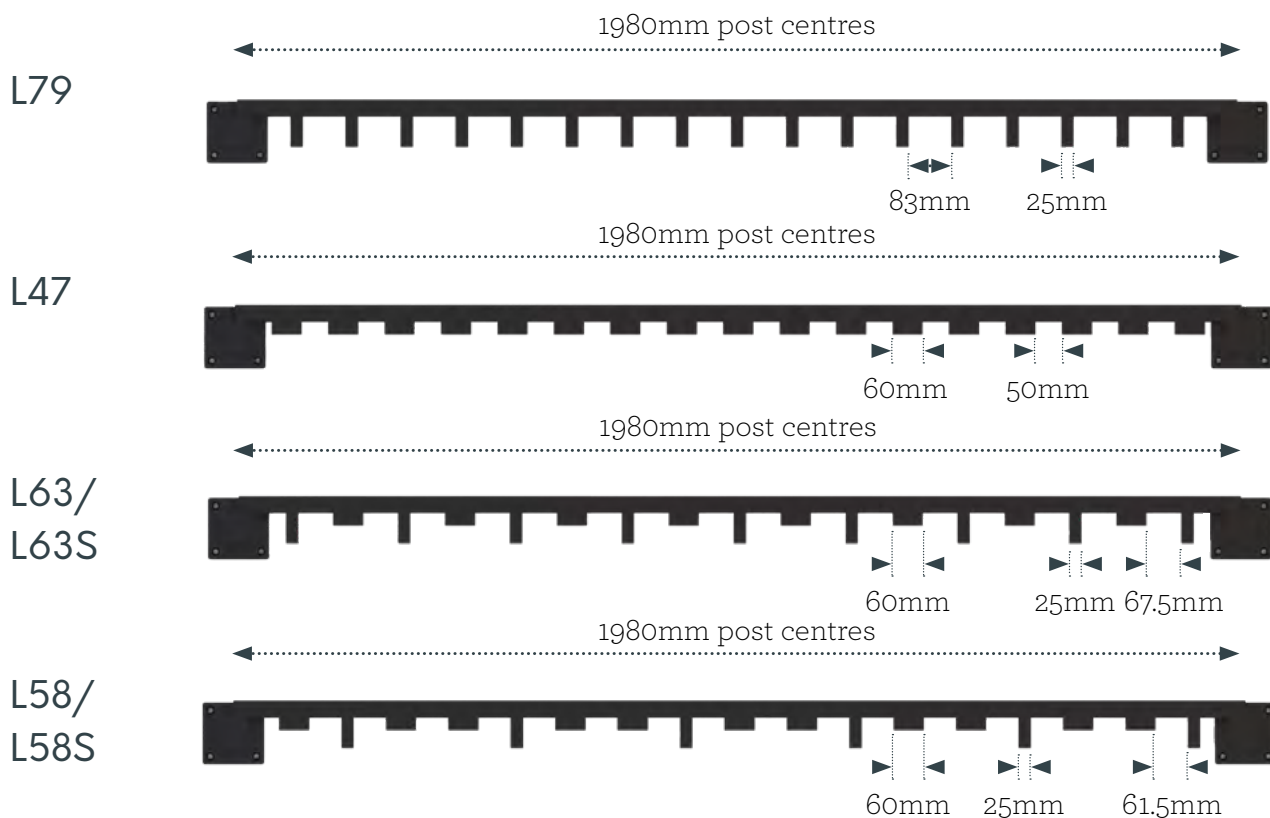 1980mm post centres
L79
83mm 25mm
1980mm post centres
L47
60mm 50mm
1980mm post centres
L63/
L63S
60mm 25mm 67.5mm
1980mm post centres
L58/
L58S
60mm 25mm 61.5mm